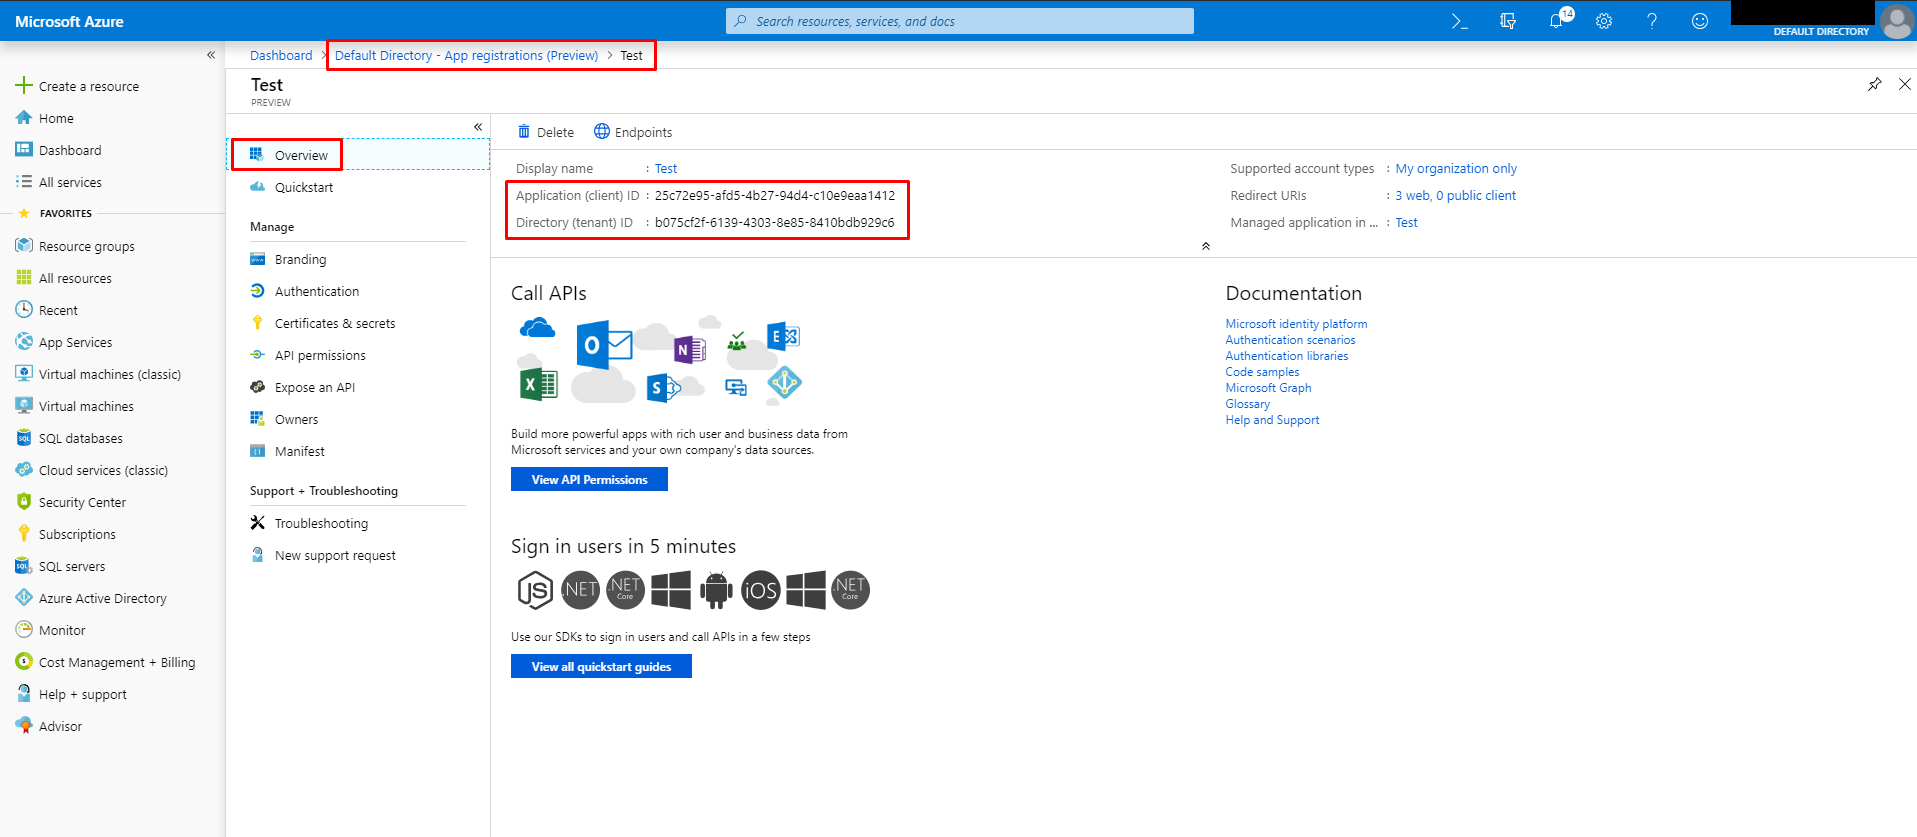 Microsoft Azure
Search resources, services, and docs
14
DEFAULT DIRECTORY
Dashboard > Default Directory - App registrations (Preview) > Test
Test
PREVIEW
Create a resource
Home
Dashboard
All services
FAVORITES
Resource groups
All resources
Recent
App Services
Virtual machines (classic)
Virtual machines
SQL databases
Cloud services (classic)
Security Center
Subscriptions
SQL servers
Azure Active Directory
Monitor
Cost Management + Billing
Help + support
Advisor
Overview
Quickstart
Manage
Branding
Authentication
Certificates & secrets
API permissions
Expose an API
Owners
Manifest
Support + Troubleshooting
Troubleshooting
New support request
Delete
Endpoints
Display name : Test
Application (client) ID : 25c72e95-afd5-4b27-94d4-c10e9eaa1412
Directory (tenant) ID : b075cf2f-6139-4303-8e85-8410bdb929c6
Supported account types : My organization only
Redirect URIs : 3 web, 0 public client
Managed application in ... : Test
Call APIs
Build more powerful apps with rich user and business data from
Microsoft services and your own company's data sources.
View API Permissions
Sign in users in 5 minutes
JS .NET .NET Core iOS .NET Core
Use our SDKs to sign in users and call APIs in a few steps
View all quickstart guides
Documentation
Microsoft identity platform
Authentication scenarios
Authentication libraries
Code samples
Microsoft Graph
Glossary
Help and Support